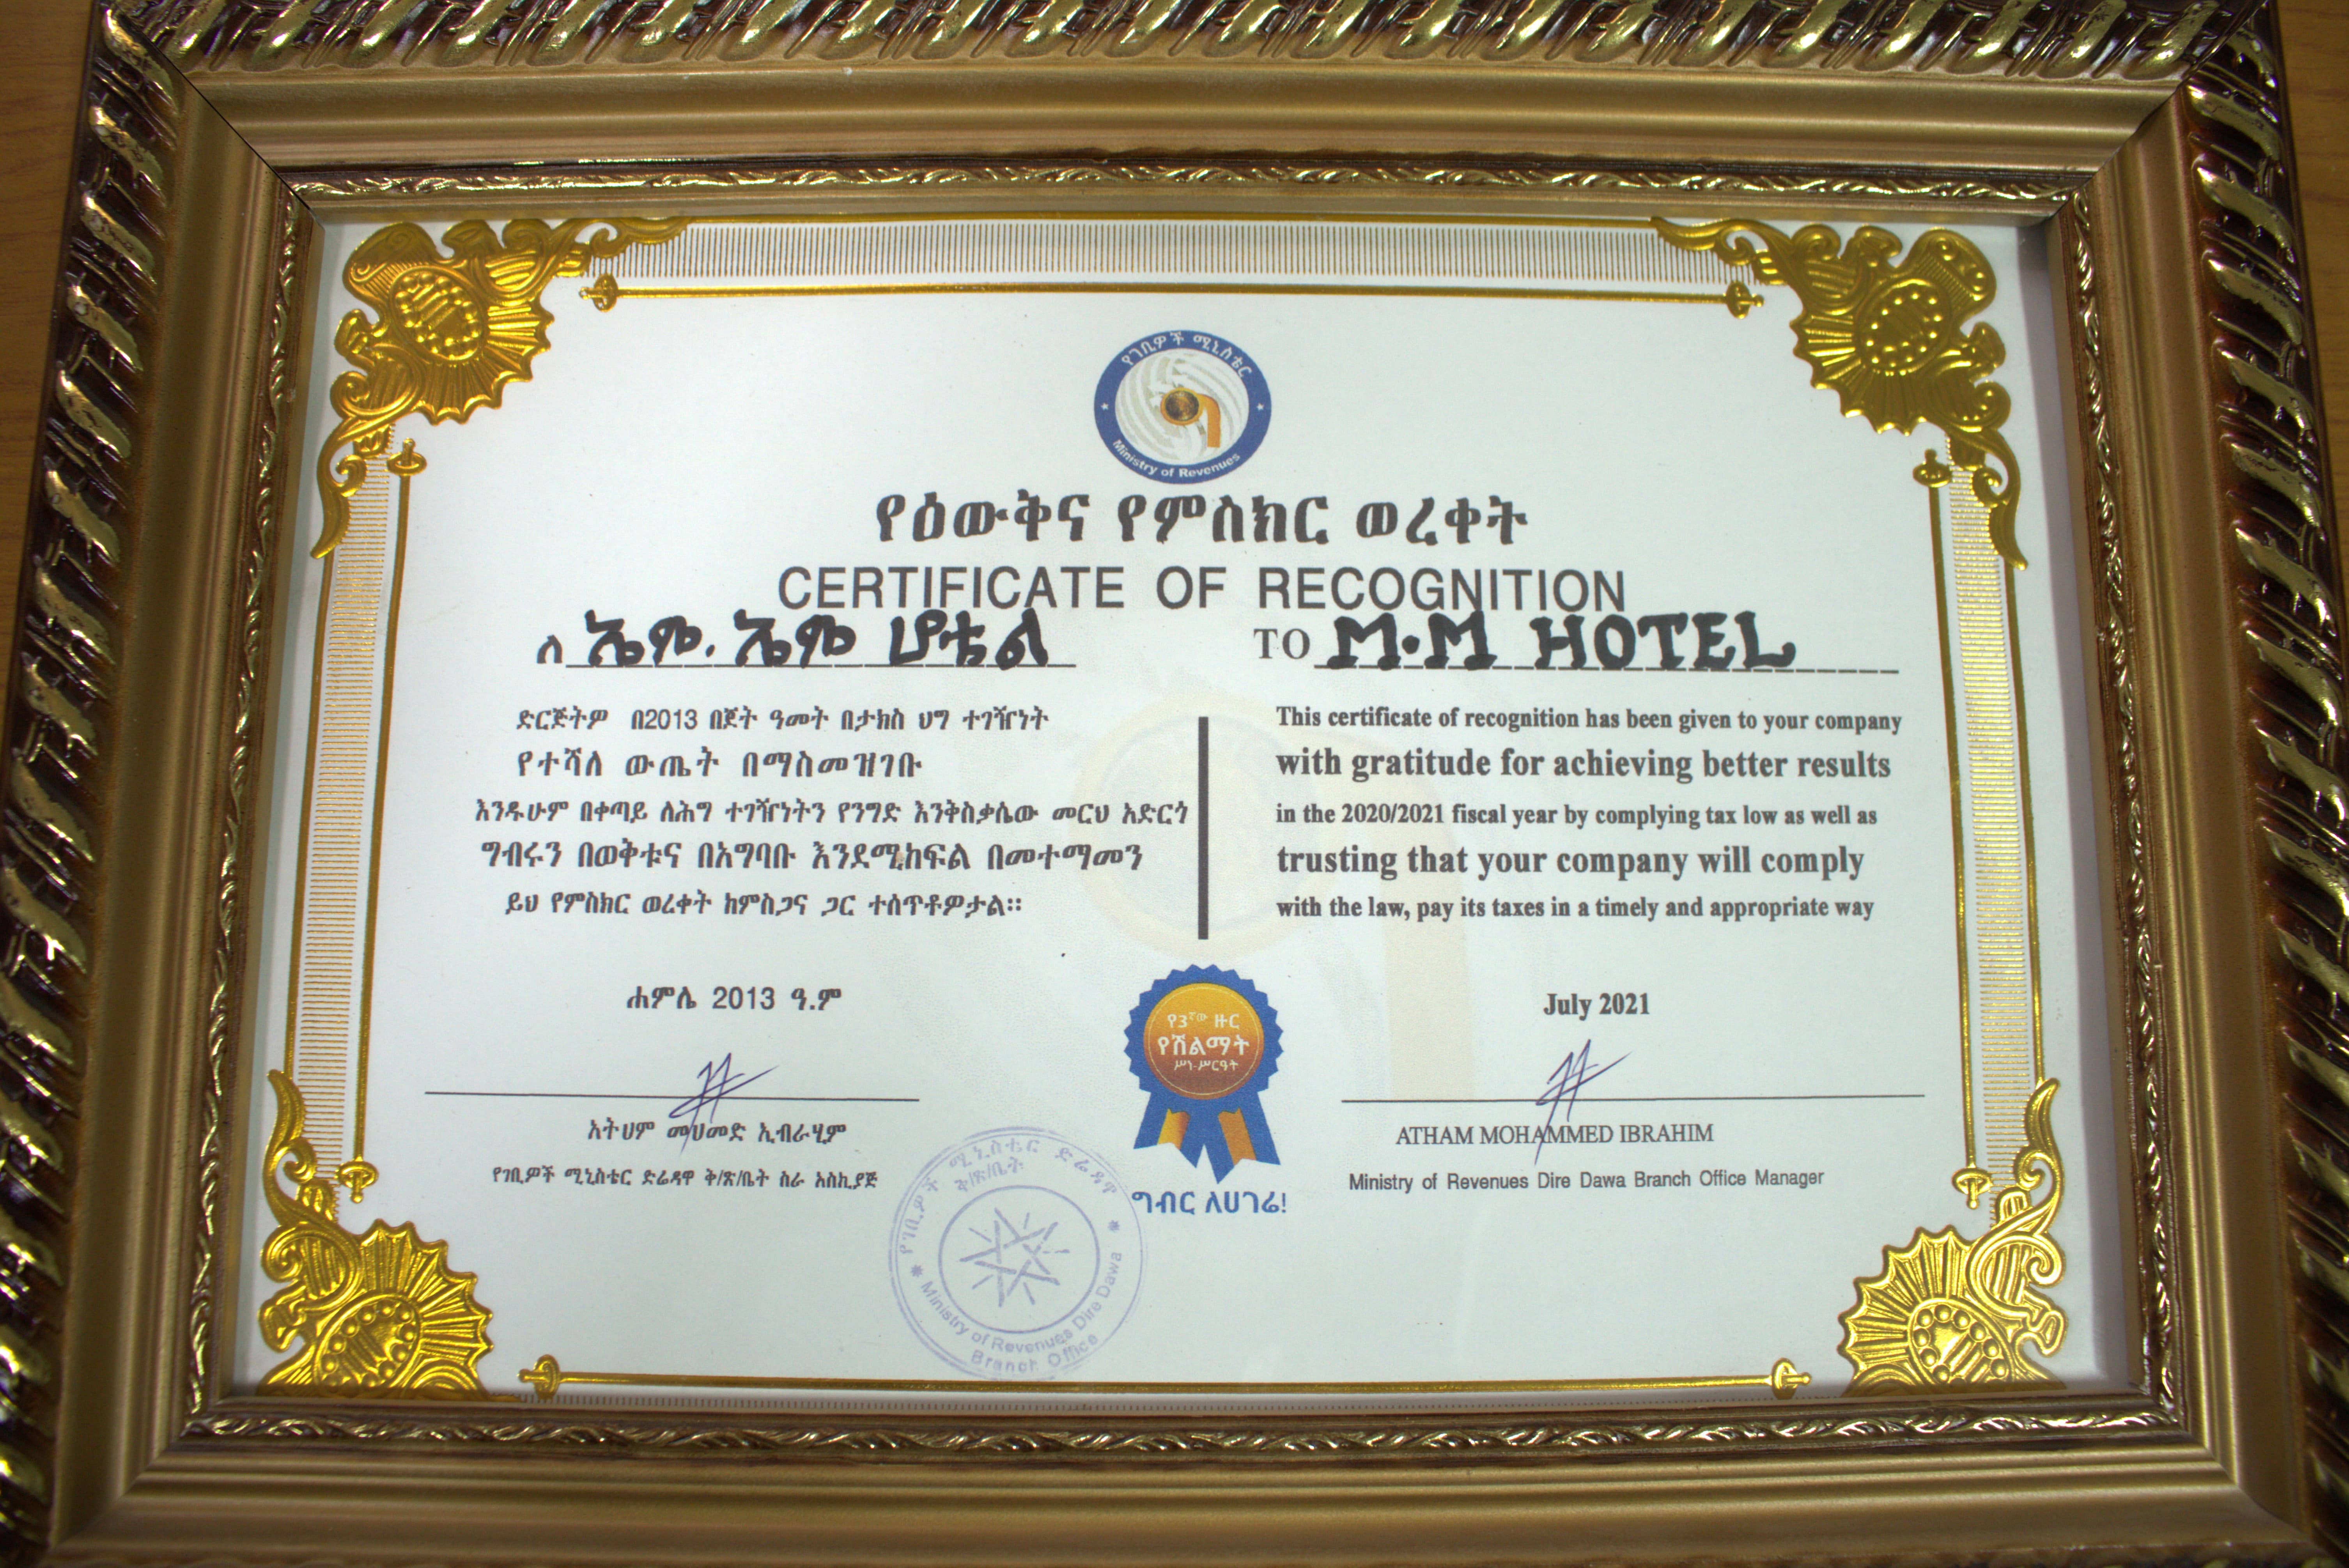 የገቢዎች ሚኒስቴር
Ministry of Revenues
የዕውቅና የምስክር ወረቀት
CERTIFICATE OF RECOGNITION
ለ ኤም.ኤም ሆቴል
ድርጅትዎ በ2013 በጀት ዓመት በታክስ ህግ ተገዥነት
የተሻለ ውጤት በማስመዝገቡ
እንዲሁም በቀጣይ ለሕግ ተገዥነትን የንግድ እንቅስቃሴው መርህ አድርጎ
ግብሩን በወቅቱና በአግባቡ እንደሚከፍል በመተማመን
ይህ የምስክር ወረቀት ከምስጋና ጋር ተሰጥቶዎታል፡፡
ሐምሌ 2013 ዓ.ም
አትሀም መሀመድ ኢብራሂም
የገቢዎች ሚኒስቴር ድሬዳዋ ቅ/ጽ/ቤት ስራ አስኪያጅ
TO M.M HOTEL
This certificate of recognition has been given to your company
with gratitude for achieving better results
in the 2020/2021 fiscal year by complying tax low as well as
trusting that your company will comply
with the law, pay its taxes in a timely and appropriate way
July 2021
ATHAM MOHAMMED IBRAHIM
Ministry of Revenues Dire Dawa Branch Office Manager
የ3ኛው ዙር
የሽልማት
ሥነ-ሥርዓት
ግብር ለሀገሬ!
የገቢዎች ሚኒስቴር ድሬዳዋ
ቅ/ጽ/ቤት
Ministry of Revenues Dire Dawa
Branch Office